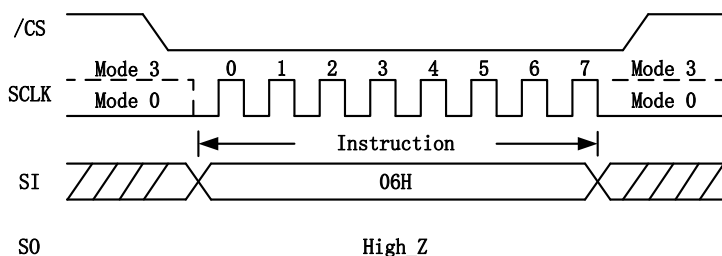 /CS
Mode 3 0 1 2 3 4 5 6 7 Mode 3
SCLK
Mode 0 Mode 0
Instruction
SI 06H
SO High_Z